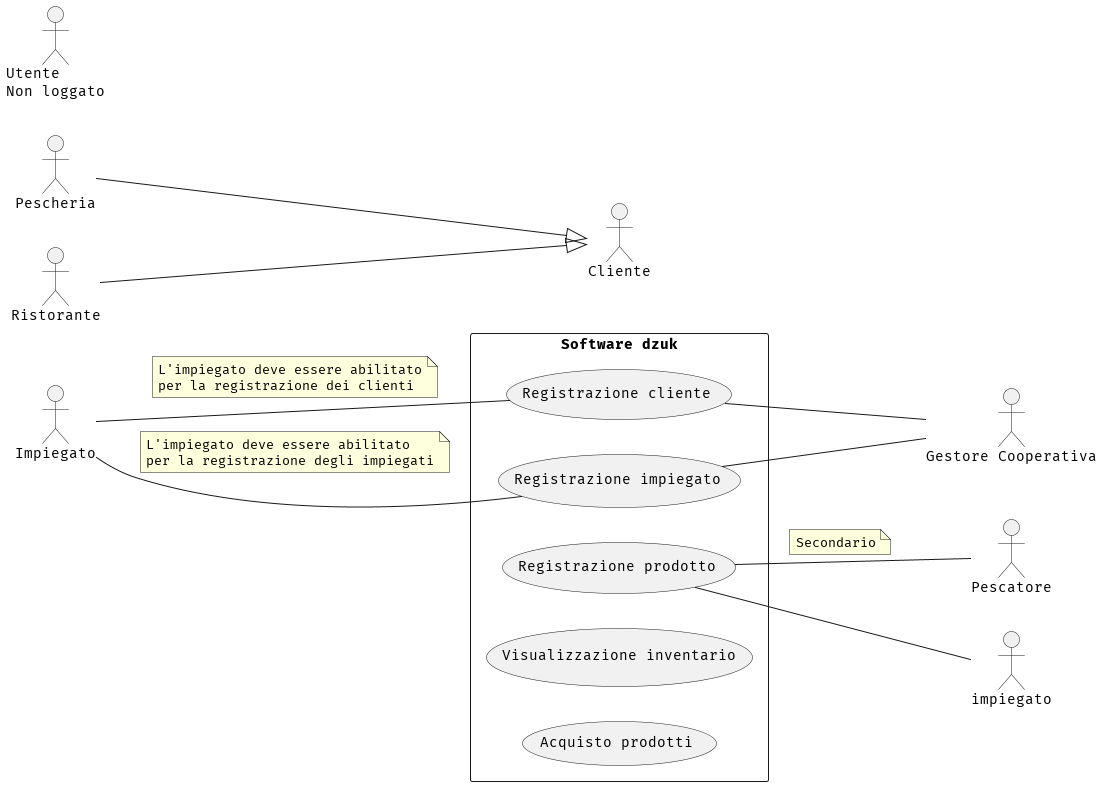 Utente
Non loggato
Pescheria
Ristorante
Cliente
Software dzuk
L'impiegato deve essere abilitato
per la registrazione dei clienti
Registrazione cliente
Impiegato
L'impiegato deve essere abilitato
per la registrazione degli impiegati
Gestore Cooperativa
Registrazione impiegato
Secondario
Registrazione prodotto
Pescatore
Visualizzazione inventario
impiegato
Acquisto prodotti